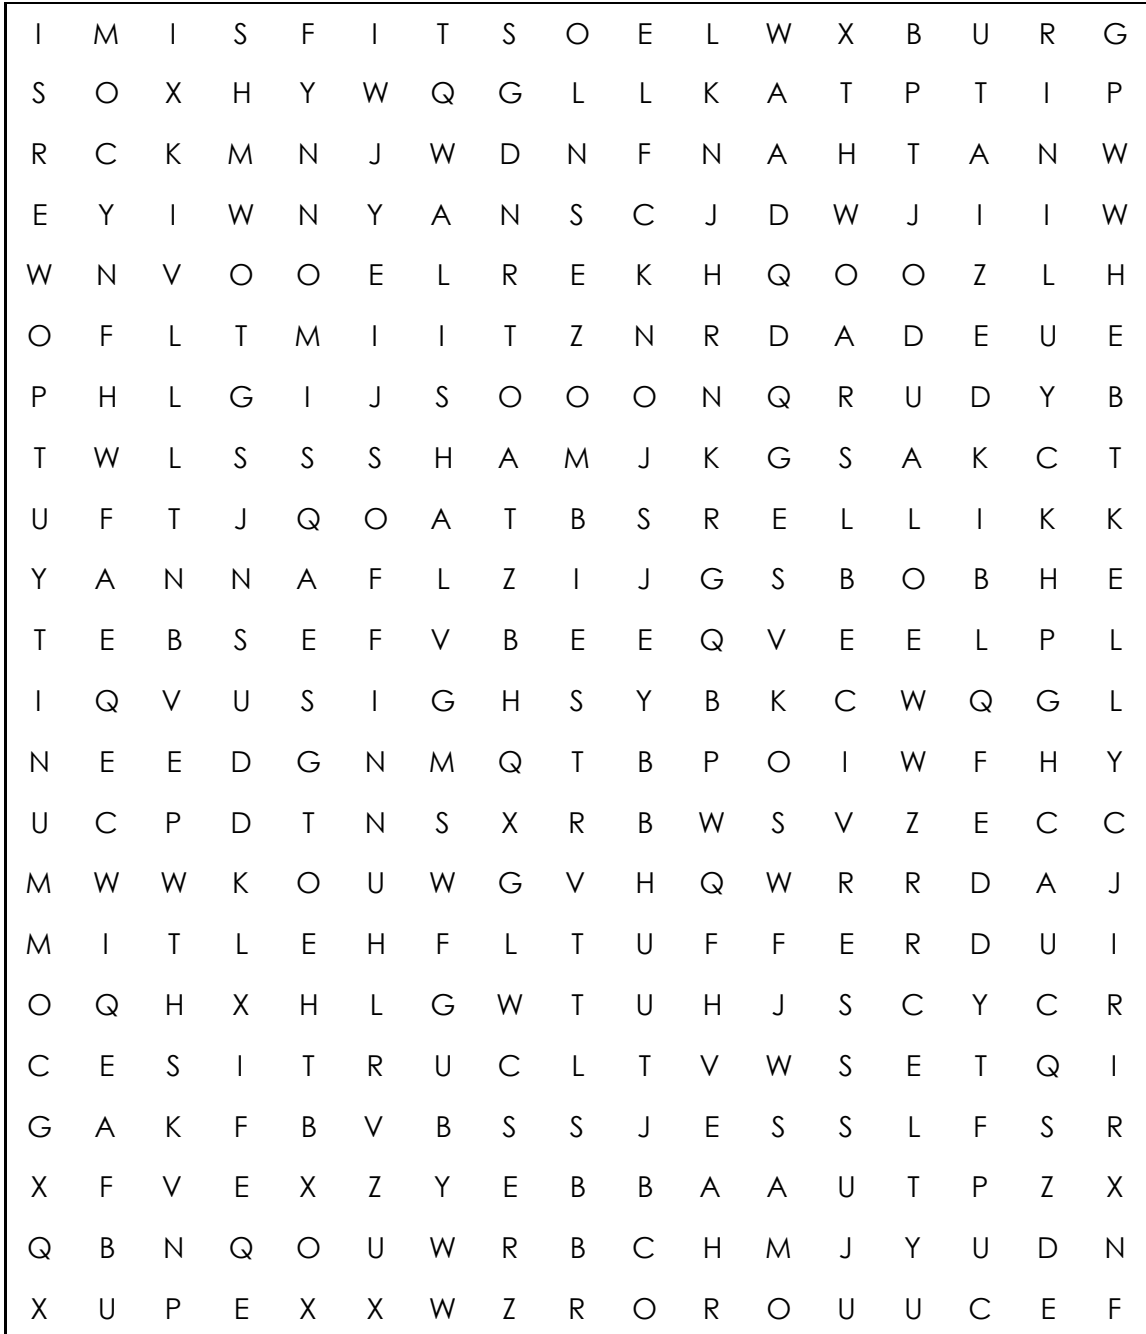 I M I S F I T S O E L W X B U R G
S O X H Y W Q G L L K A T P T I P
R C K M N J W D N F N A H T A N W
E Y I W N Y A N S C J D W J I I W
W N V O O E L R E K H Q O O Z L H
O F L T M I I T Z N R D A D E U E
P H L G I J S O O O N Q R U D Y B
T W L S S S H A M J K G S A K C T
U F T J Q O A T B S R E L L I K K
Y A N N A F L Z I J G S B O B H E
T E B S E F V B E E Q V E E L P L
I Q V U S I G H S Y B K C W Q G L
N E E D G N M Q T B P O I W F H Y
U C P D T N S X R B W S V Z E C C
M W W K O U W G V H Q W R R D A J
M I T L E H F L T U F F E R D U I
O Q H X H L G W T U H J S C Y C R
C E S I T R U C L T V W S E T Q I
G A K F B V B S S J E S S L F S R
X F V E X Z Y E B B A A U T P Z X
Q B N Q O U W R B C H M J Y U D N
X U P E X X W Z R O R O U U C E F